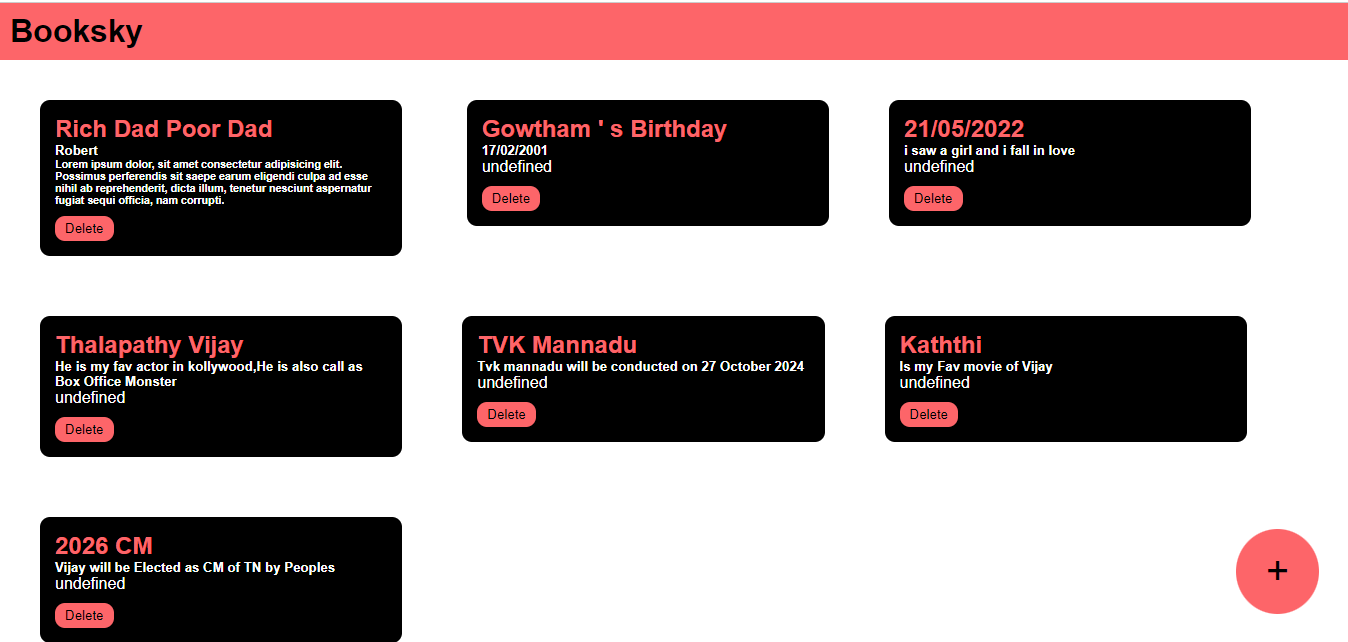 Booksky
Rich Dad Poor Dad
Robert
Lorem ipsum dolor, sit amet consectetur adipisicing elit.
Possimus perferendis sit saepe earum eligendi culpa ad esse
nihil ab reprehenderit, dicta illum, tenetur nesciunt aspernatur
fugiat sequi officia, nam corrupti.
Delete
Gowtham ' s Birthday
17/02/2001
undefined
Delete
21/05/2022
i saw a girl and i fall in love
undefined
Delete
Thalapathy Vijay
He is my fav actor in kollywood,He is also call as
Box Office Monster
undefined
Delete
TVK Mannadu
Tvk mannadu will be conducted on 27 October 2024
undefined
Delete
Kaththi
Is my Fav movie of Vijay
undefined
Delete
2026 CM
Vijay will be Elected as CM of TN by Peoples
undefined
Delete
+